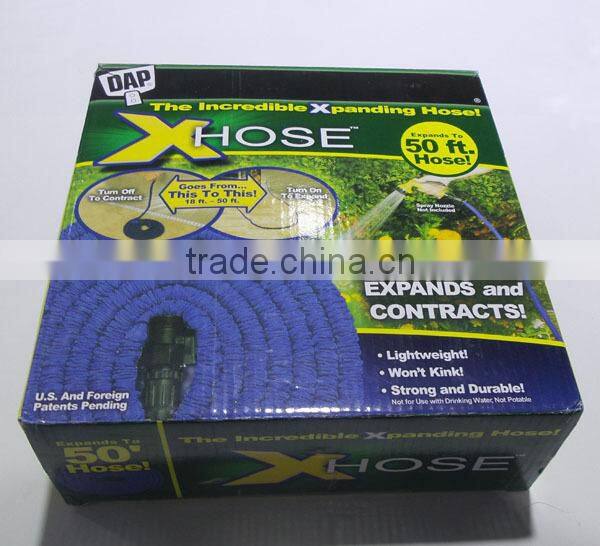 DAP
®
The Incredible Xpanding Hose!
XHOSE™
Expands To
50 ft.
Hose!
Turn Off
To Contract
Goes From...
This To This!
18 ft. - 50 ft.
Turn On
To Expand
Spray Nozzle
Not Included
trade.china.cn
EXPANDS and
CONTRACTS!
• Lightweight!
• Won't Kink!
• Strong and Durable!
Not for Use with Drinking Water, Not Potable
U.S. And Foreign
Patents Pending
Expands To
50'
Hose!
The Incredible Xpanding Hose!
XHOSE™